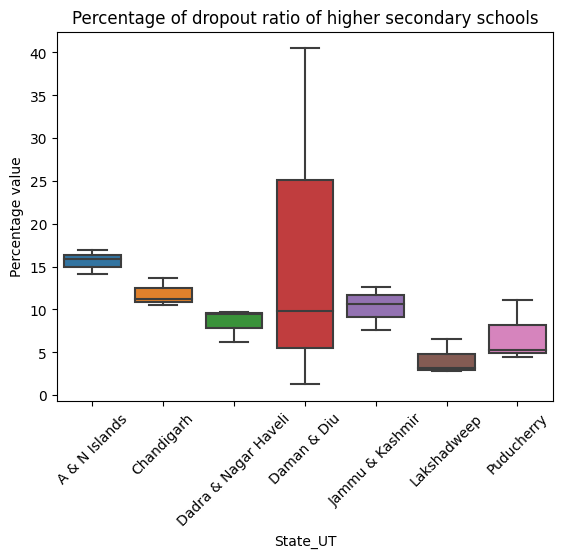 Percentage of dropout ratio of higher secondary schools
Percentage value
40
35
30
25
20
15
10
5
0
A & N Islands
Chandigarh
Dadra & Nagar Haveli
Daman & Diu
Jammu & Kashmir
Lakshadweep
Puducherry
State_UT